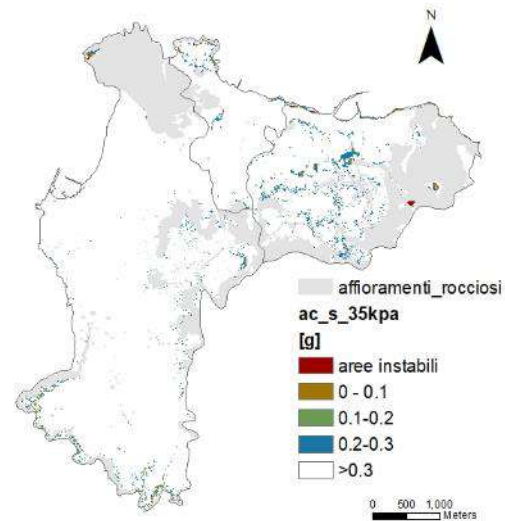 N
affioramenti_rocciosi
ac_s_35kpa
[g]
aree instabili
0 - 0.1
0.1-0.2
0.2-0.3
>0.3
0 500 1,000
Meters